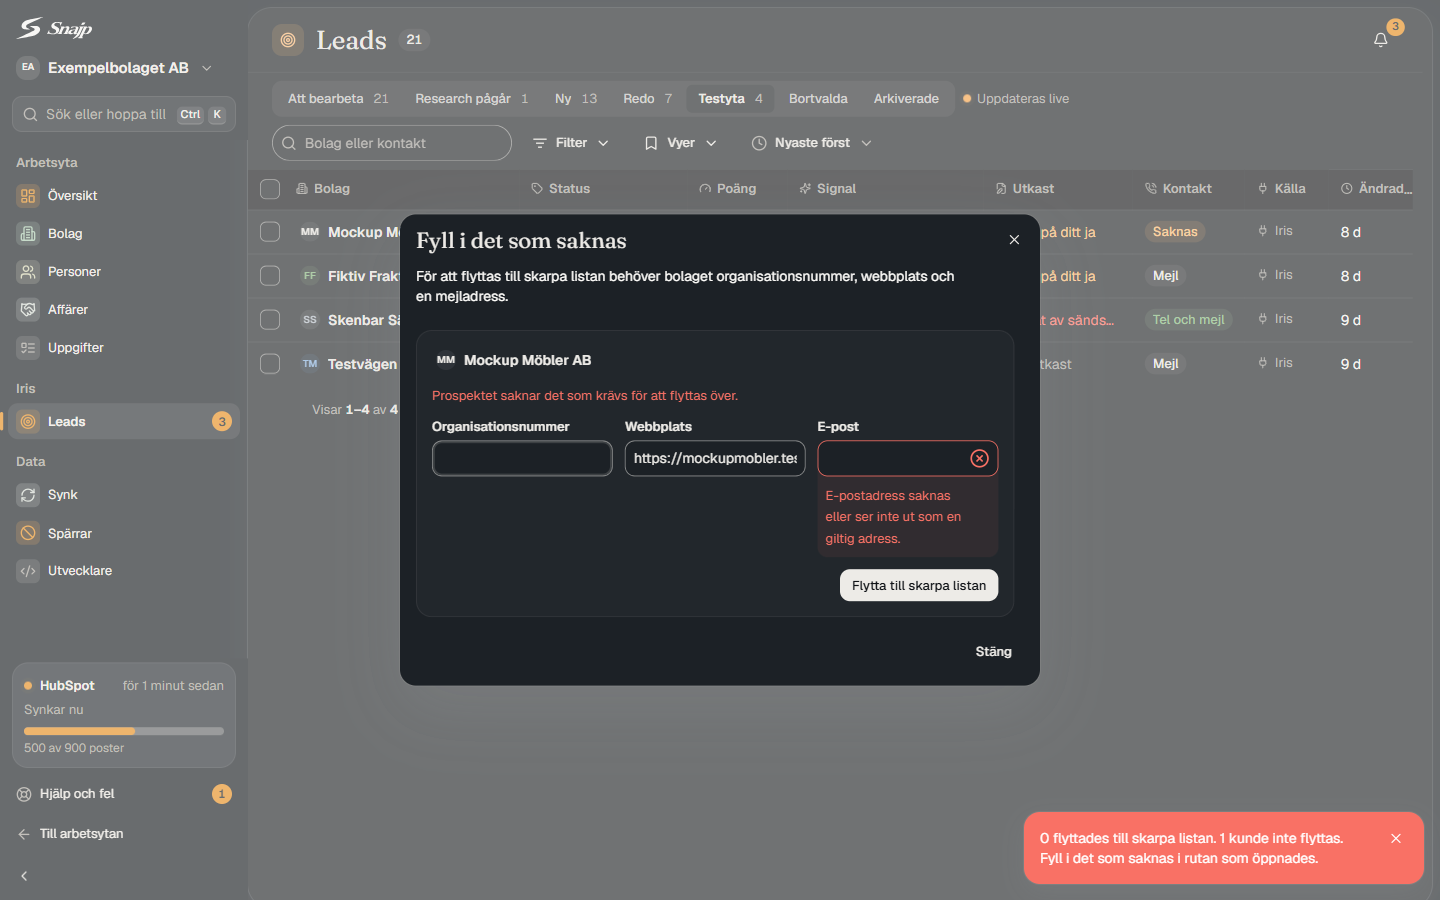 Snajp
EA Exempelbolaget AB
Sök eller hoppa till Ctrl K
Arbetsyta
Översikt
Bolag
Personer
Affärer
Uppgifter
Iris
Leads 3
Data
Synk
Spärrar
Utvecklare
HubSpot för 1 minut sedan
Synkar nu
500 av 900 poster
Hjälp och fel 1
Till arbetsytan
Leads 21
3
Att bearbeta 21 Research pågår 1 Ny 13 Redo 7 Testyta 4 Bortvalda Arkiverade Uppdateras live
Bolag eller kontakt Filter Vyer Nyaste först
Bolag Status Poäng Signal Utkast Kontakt Källa Ändrad...
MM Mockup på ditt ja Saknas Iris 8 d
FF Fiktiv på ditt ja Mejl Iris 8 d
SS Skenbar av sänds... Tel och mejl Iris 9 d
TM Testvägen Mejl Iris 9 d
Visar 1–4 av 4
Fyll i det som saknas
För att flyttas till skarpa listan behöver bolaget organisationsnummer, webbplats och
en mejladress.
MM Mockup Möbler AB
Prospektet saknar det som krävs för att flyttas över.
Organisationsnummer Webbplats E-post
https://mockupmobler.tes
E-postadress saknas
eller ser inte ut som en
giltig adress.
Flytta till skarpa listan
Stäng
0 flyttades till skarpa listan. 1 kunde inte flyttas.
Fyll i det som saknas i rutan som öppnades.